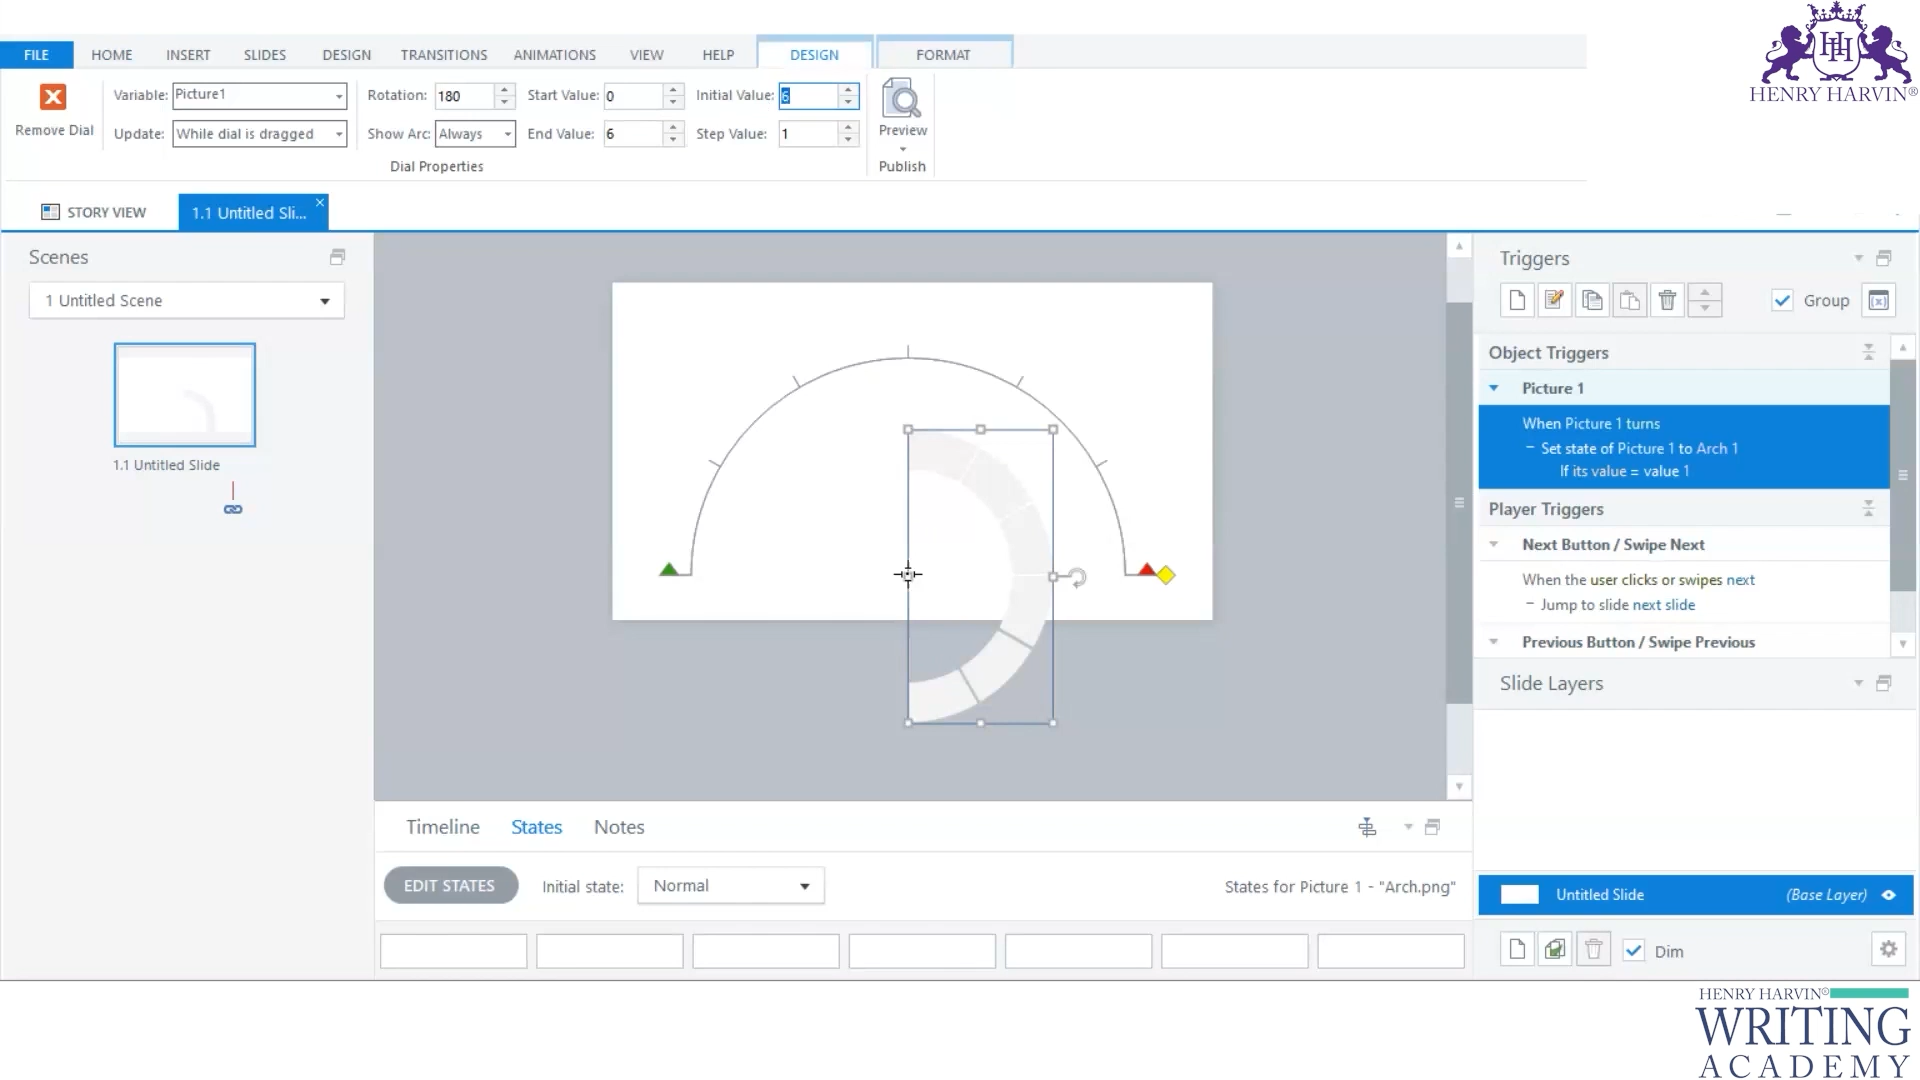 HENRY HARVIN®
FILE HOME INSERT SLIDES DESIGN TRANSITIONS ANIMATIONS VIEW HELP DESIGN FORMAT
Variable: Picture1 Rotation: 180 Start Value: 0 Initial Value: 6
Remove Dial Update: While dial is dragged Show Arc: Always End Value: 6 Step Value: 1 Preview
Dial Properties Publish
STORY VIEW 1.1 Untitled Sli...
Scenes
1 Untitled Scene
1.1 Untitled Slide
Triggers
Group
Object Triggers
Picture 1
When Picture 1 turns
– Set state of Picture 1 to Arch 1
If its value = value 1
Player Triggers
Next Button / Swipe Next
When the user clicks or swipes next
– Jump to slide next slide
Previous Button / Swipe Previous
Slide Layers
Untitled Slide (Base Layer)
Dim
Timeline States Notes
EDIT STATES Initial state: Normal States for Picture 1 - "Arch.png"
HENRY HARVIN®
WRITING
ACADEMY